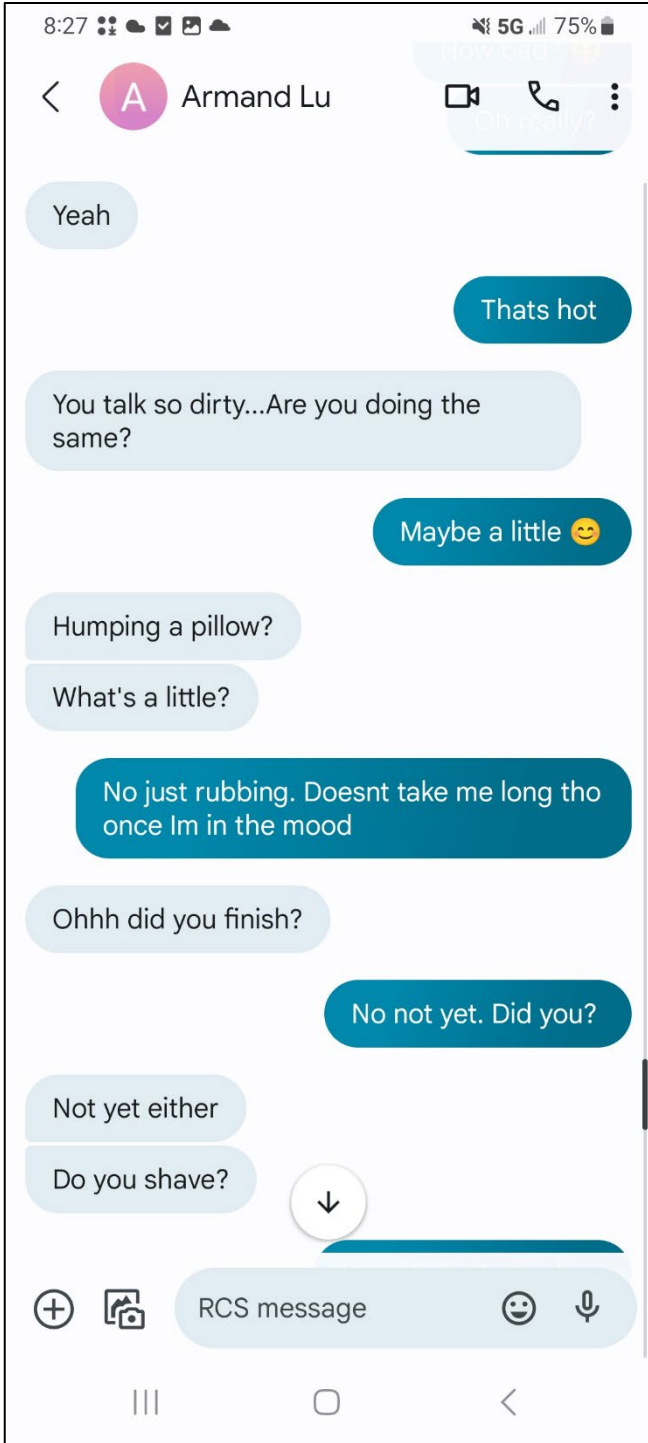 8:27
5G 75%
How bad?
A Armand Lu
Oh really?
Yeah
Thats hot
You talk so dirty...Are you doing the
same?
Maybe a little 😊
Humping a pillow?
What's a little?
No just rubbing. Doesnt take me long tho
once Im in the mood
Ohhh did you finish?
No not yet. Did you?
Not yet either
Do you shave?
RCS message